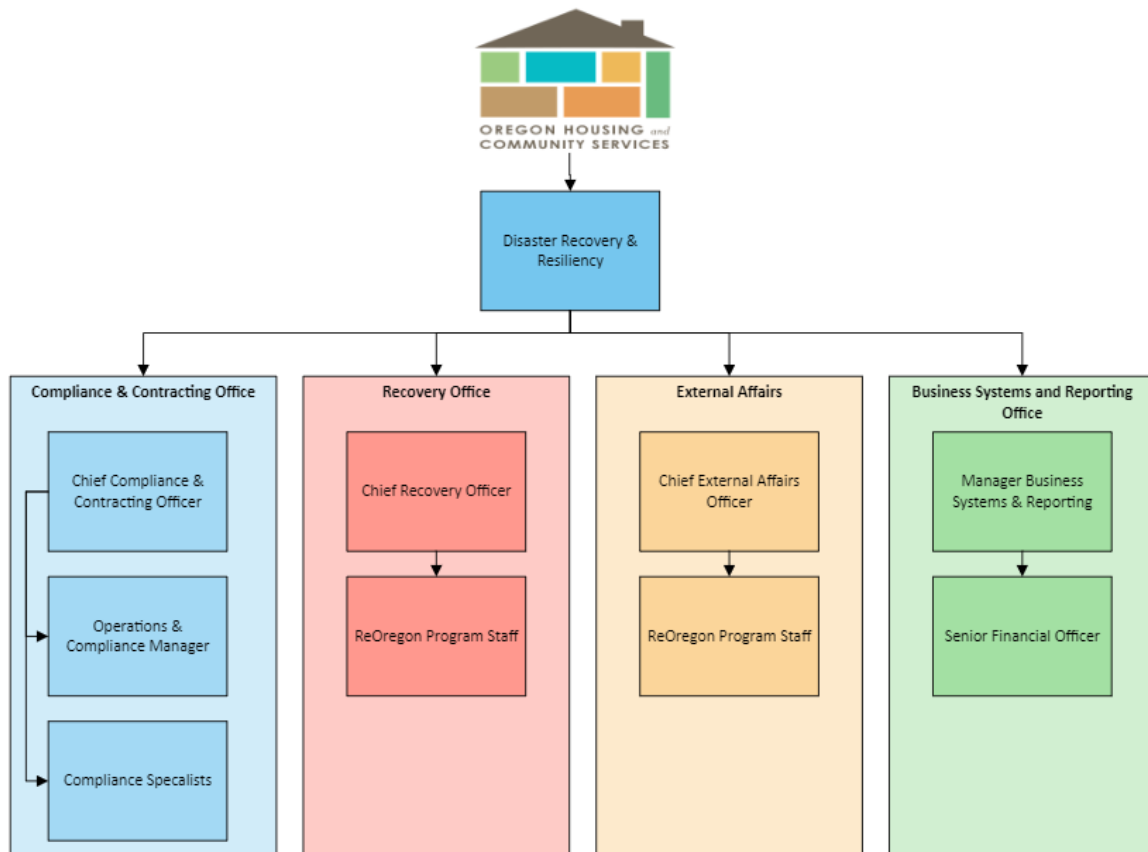 OREGON HOUSING and
COMMUNITY SERVICES
Disaster Recovery &
Resiliency
Compliance & Contracting Office
Chief Compliance &
Contracting Officer
Operations &
Compliance Manager
Compliance Specalists
Recovery Office
Chief Recovery Officer
ReOregon Program Staff
External Affairs
Chief External Affairs
Officer
ReOregon Program Staff
Business Systems and Reporting
Office
Manager Business
Systems & Reporting
Senior Financial Officer